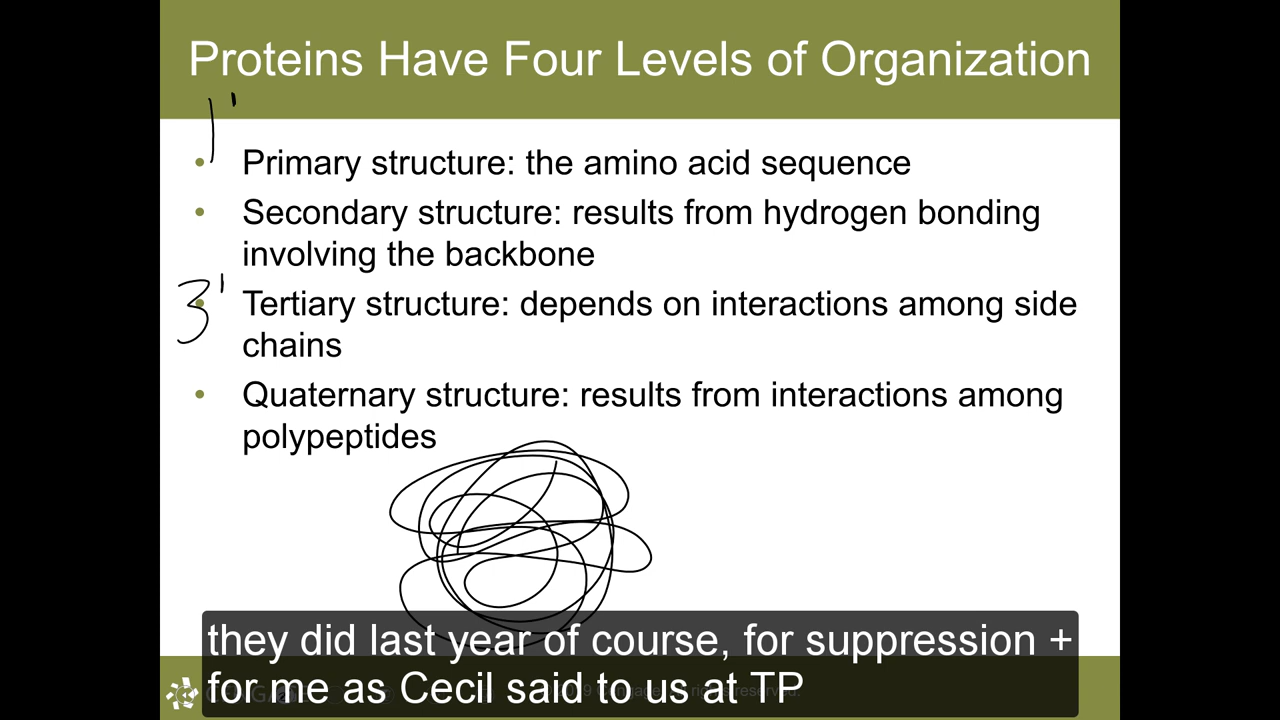 Proteins Have Four Levels of Organization
1'
• Primary structure: the amino acid sequence
• Secondary structure: results from hydrogen bonding
involving the backbone
3'
• Tertiary structure: depends on interactions among side
chains
• Quaternary structure: results from interactions among
polypeptides
they did last year of course, for suppression +
for me as Cecil said to us at TP